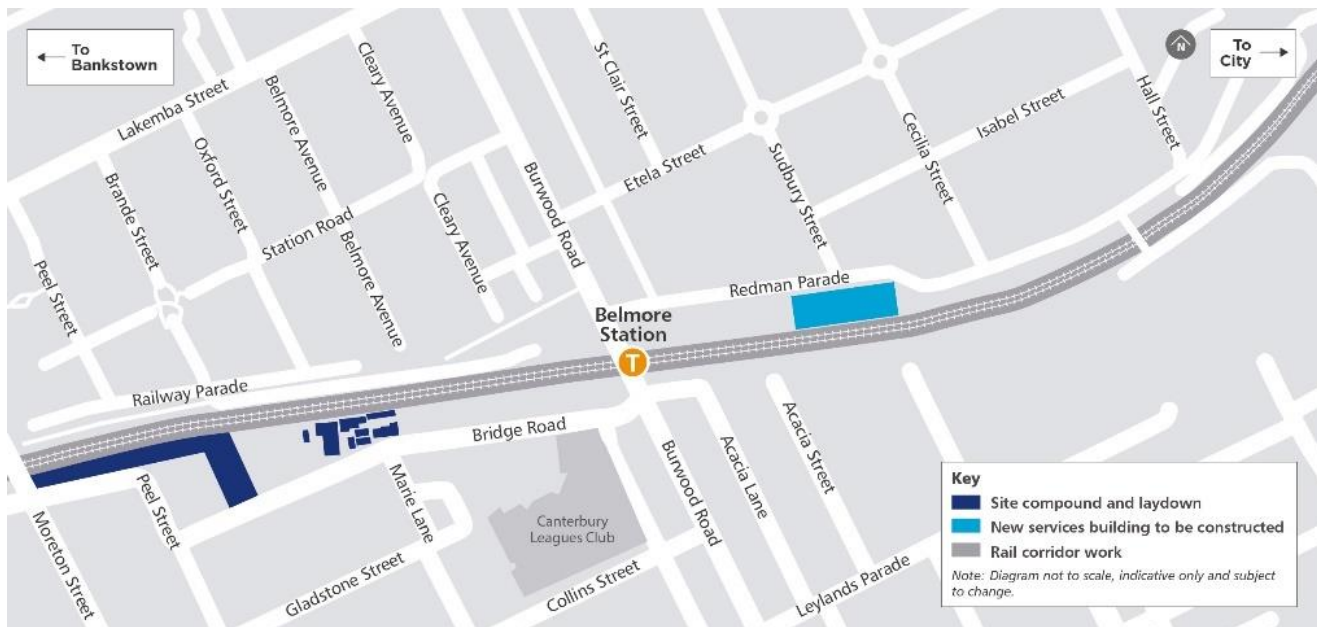 To
Bankstown
N
To
City
Lakemba Street
Belmore Avenue
Cleary Avenue
St Clair Street
Hall Street
Oxford Street
Brande Street
Station Road
Cleary Avenue
Belmore Avenue
Burwood Road
Etela Street
Sudbury Street
Cecilia Street
Isabel Street
Peel Street
Railway Parade
Redman Parade
Belmore
Station
T
Bridge Road
Peel Street
Marie Lane
Moreton Street
Gladstone Street
Canterbury
Leagues Club
Collins Street
Burwood Road
Acacia Lane
Acacia Street
Leylands Parade
Key
Site compound and laydown
New services building to be constructed
Rail corridor work
Note: Diagram not to scale, indicative only and subject
to change.